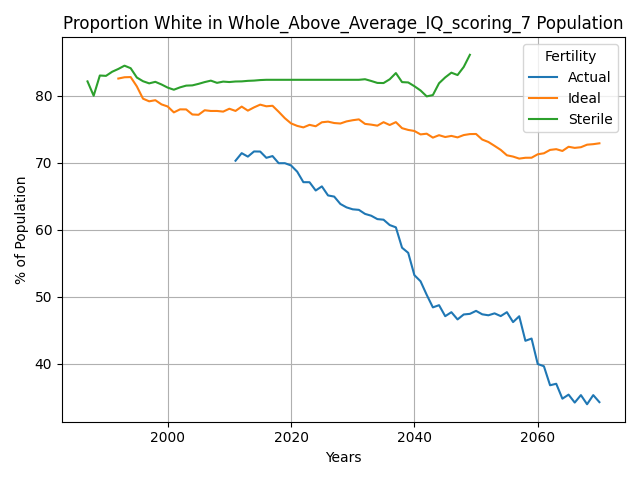 Proportion White in Whole_Above_Average_IQ_scoring_7 Population
% of Population
80
70
60
50
40
Fertility
Actual
Ideal
Sterile
2000
2020
2040
2060
Years